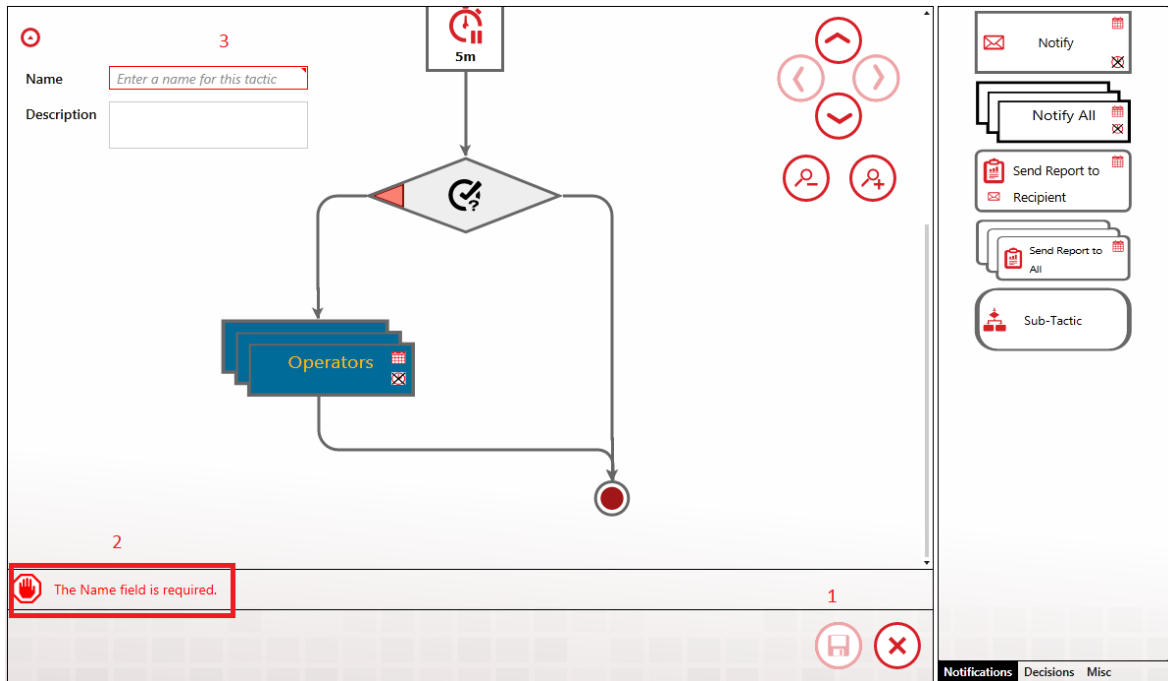 3
5m
Name
Enter a name for this tactic
Description
?
Operators
2
The Name field is required.
1
Notify
Notify All
Send Report to
Recipient
Send Report to
All
Sub-Tactic
Notifications Decisions Misc